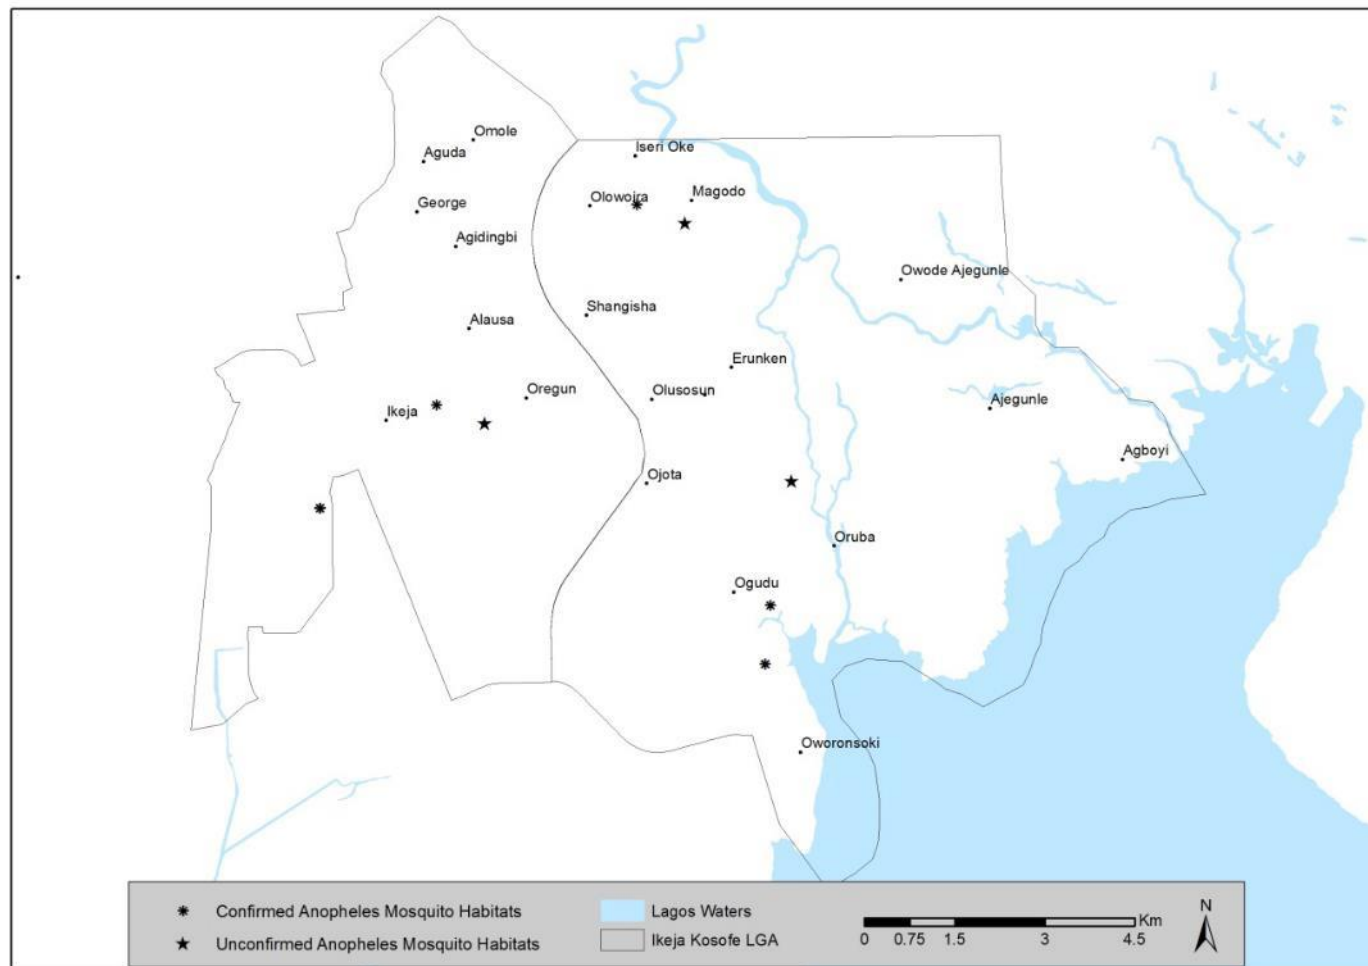 Omole
Aguda
Iseri Oke
George
Olowoira
Magodo
Agidingbi
Owode Ajegunle
Shangisha
Alausa
Erunken
Oregun
Olusosun
Ikeja
Ajegunle
Agboyi
Ojota
Oruba
Ogudu
Oworonsoki
Confirmed Anopheles Mosquito Habitats
Unconfirmed Anopheles Mosquito Habitats
Lagos Waters
Ikeja Kosofe LGA
Km
0 0.75 1.5 3 4.5
N